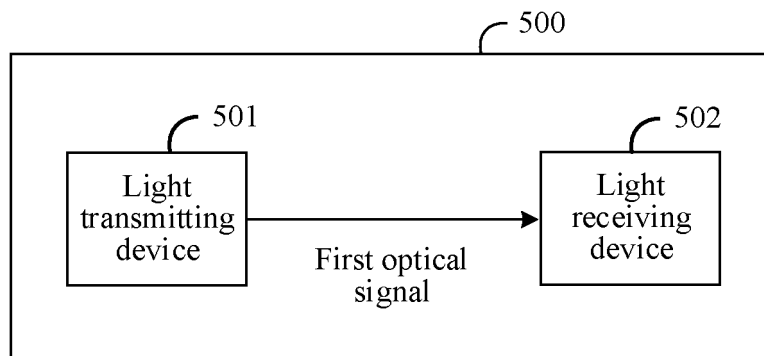 500
501
502
Light
transmitting
device
Light
receiving
device
First optical
signal